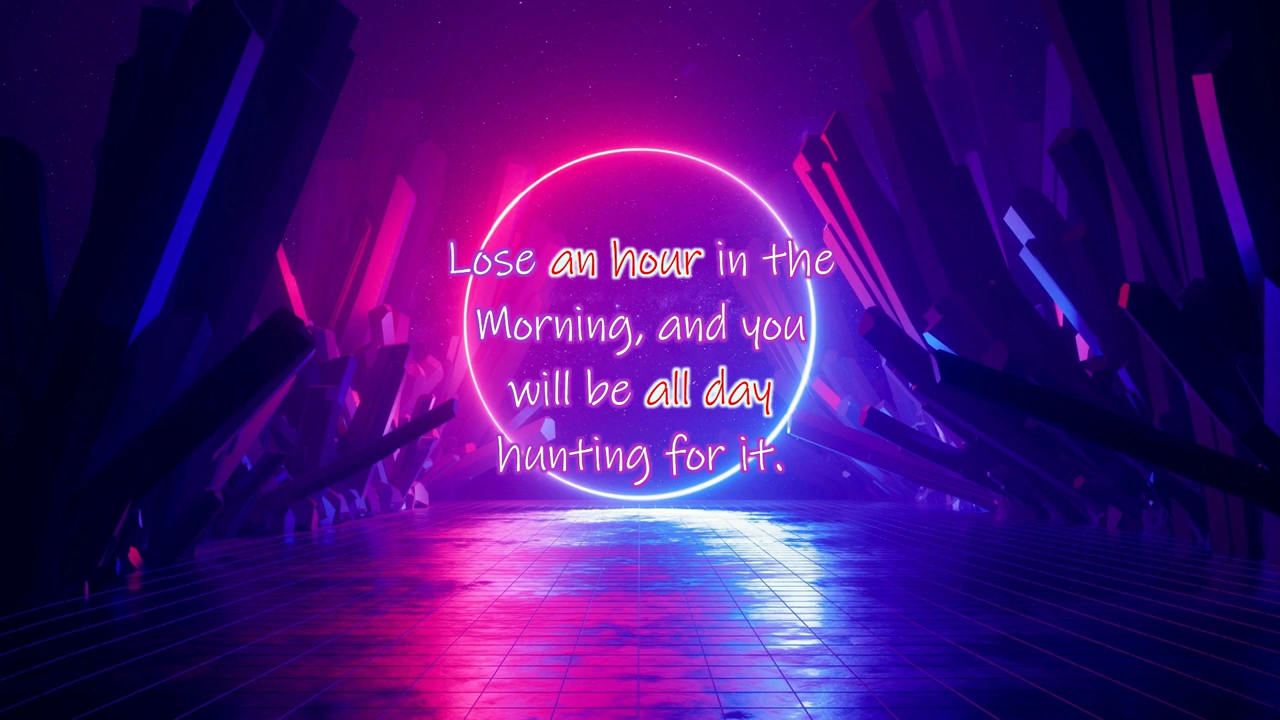 Lose an hour in the
Morning, and you
will be all day
hunting for it.